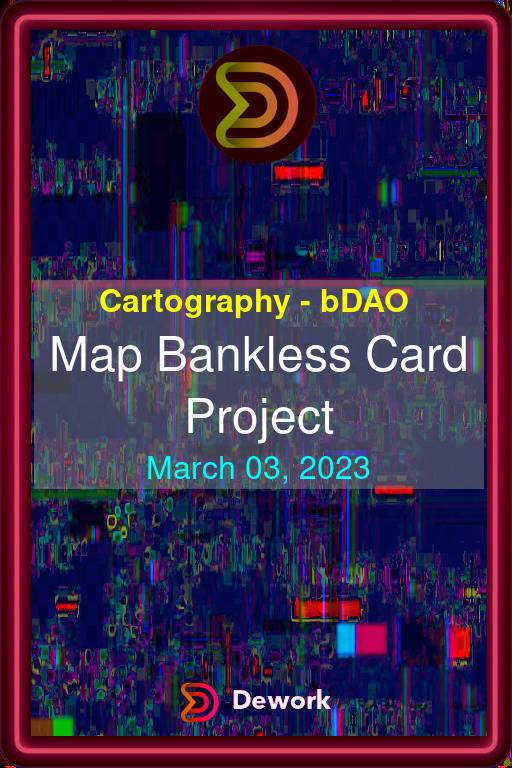 Cartography - bDAO
Map Bankless Card
Project
March 03, 2023
Dework